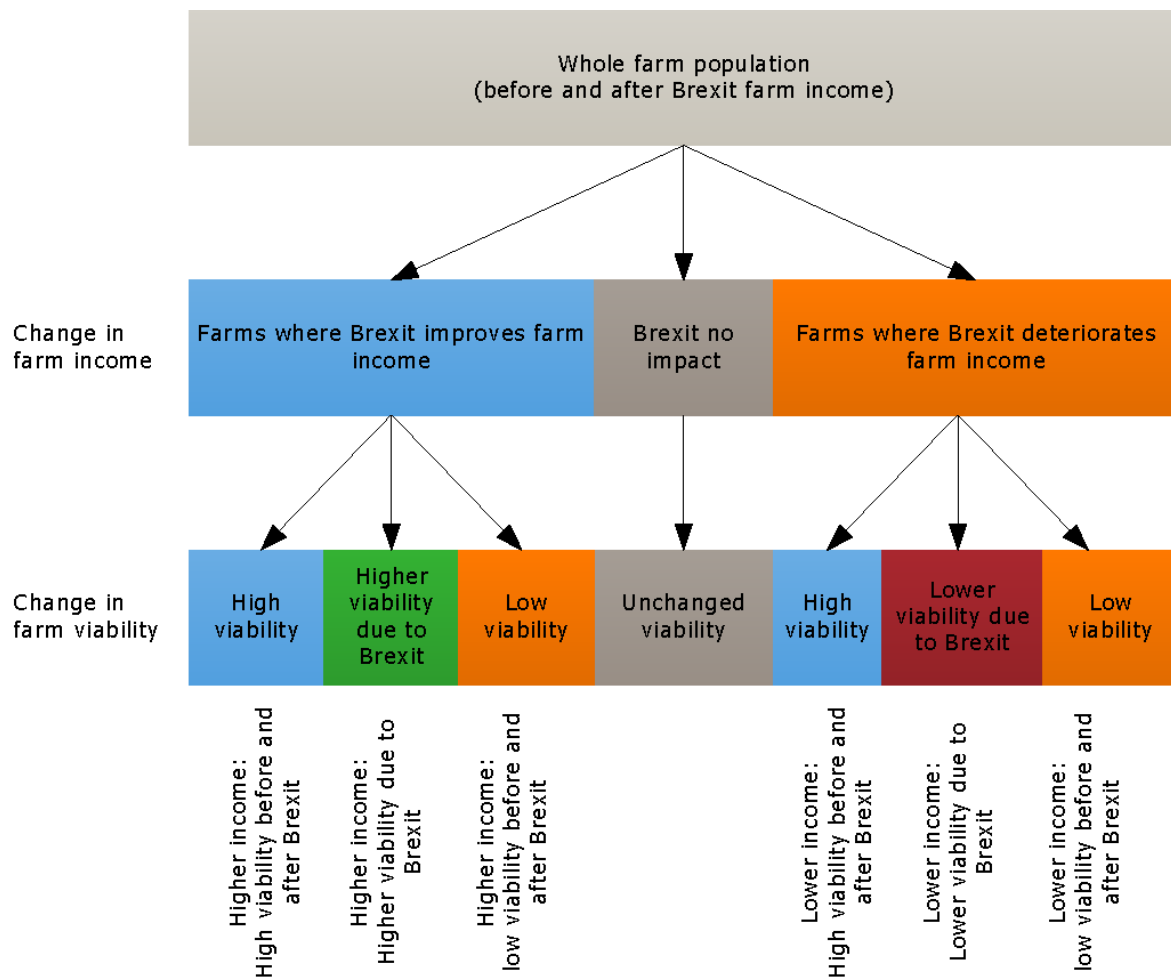 Whole farm population
(before and after Brexit farm income)
Change in
farm income
Farms where Brexit improves farm
income
Brexit no
impact
Farms where Brexit deteriorates
farm income
Change in
farm viability
High
viability
Higher
viability
due to
Brexit
Low
viability
Unchanged
viability
High
viability
Lower
viability due
to Brexit
Low
viability
Higher income:
High viability before and
after Brexit
Higher income:
Higher viability due to
Brexit
Higher income:
low viability before and
after Brexit
Lower income:
High viability before and
after Brexit
Lower income:
Lower viability due to
Brexit
Lower income:
low viability before and
after Brexit